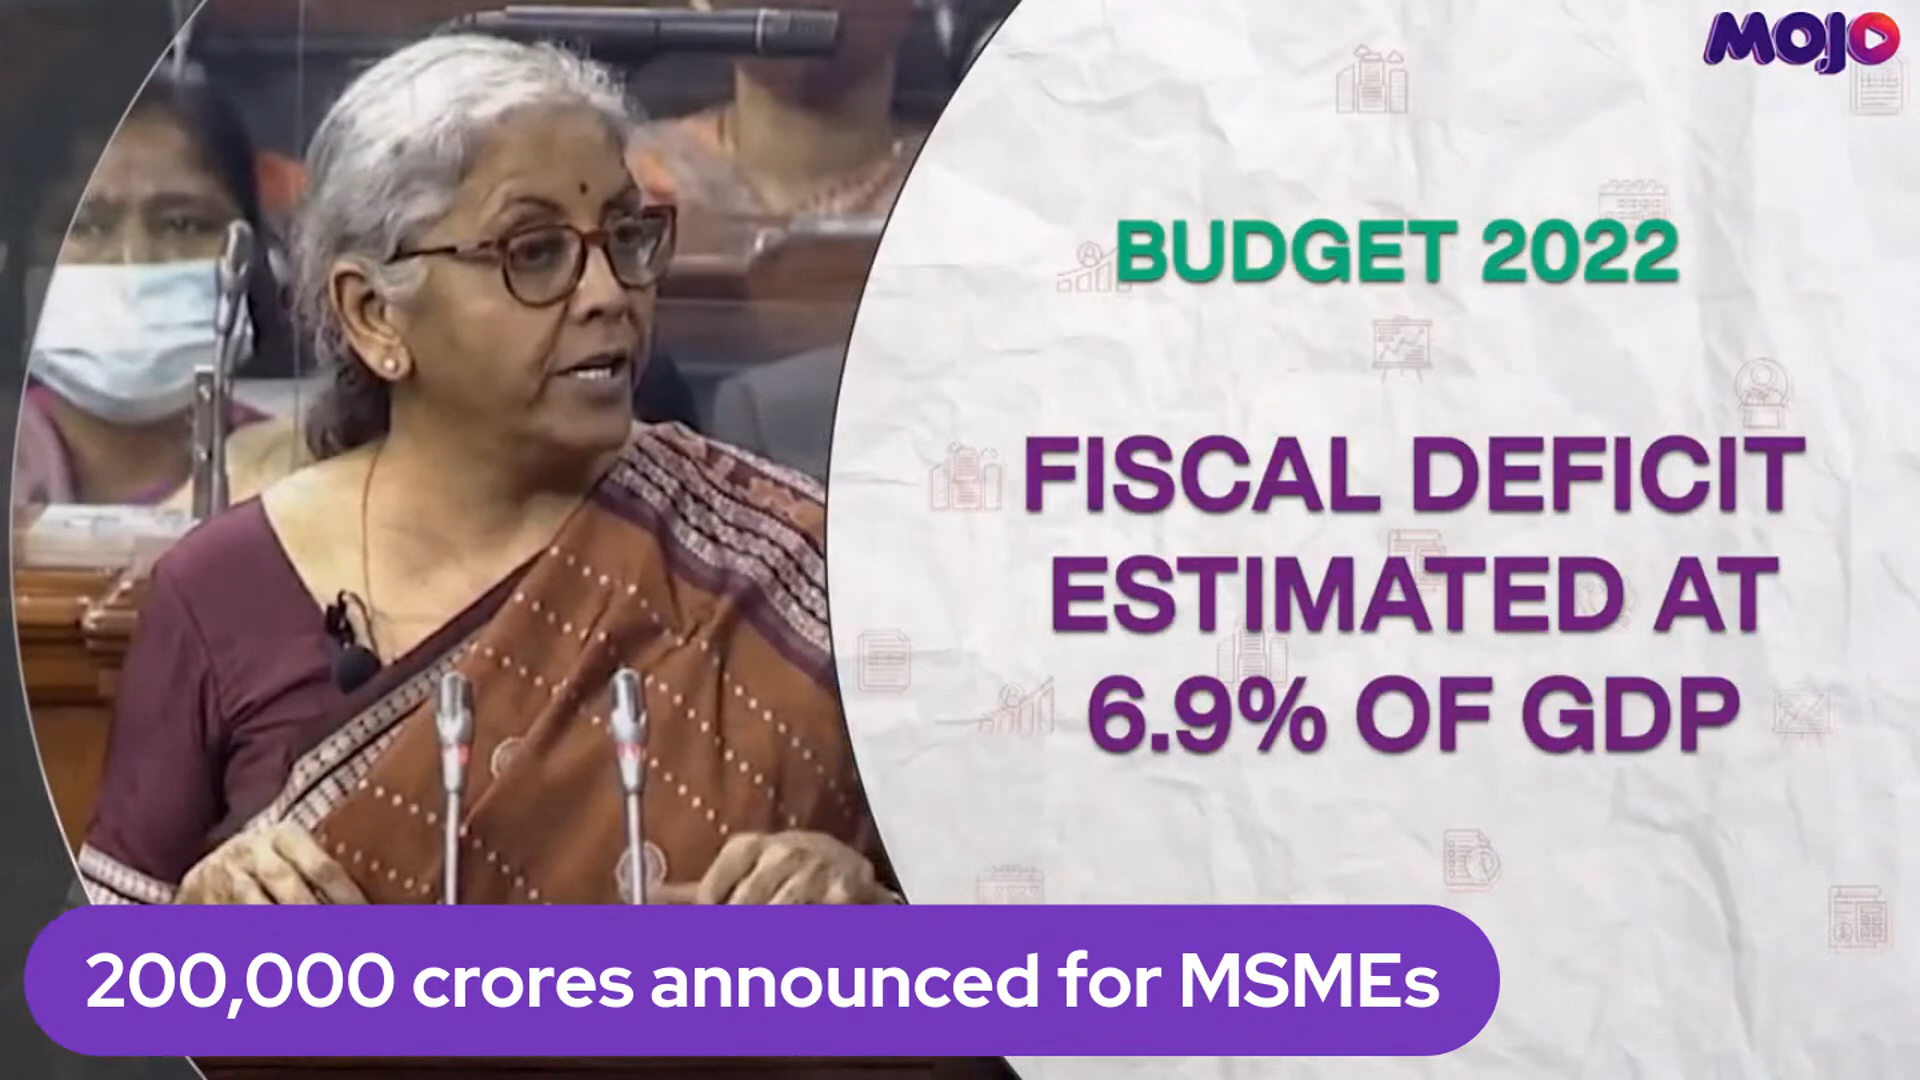 MOJO
BUDGET 2022
FISCAL DEFICIT
ESTIMATED AT
6.9% OF GDP
200,000 crores announced for MSMEs